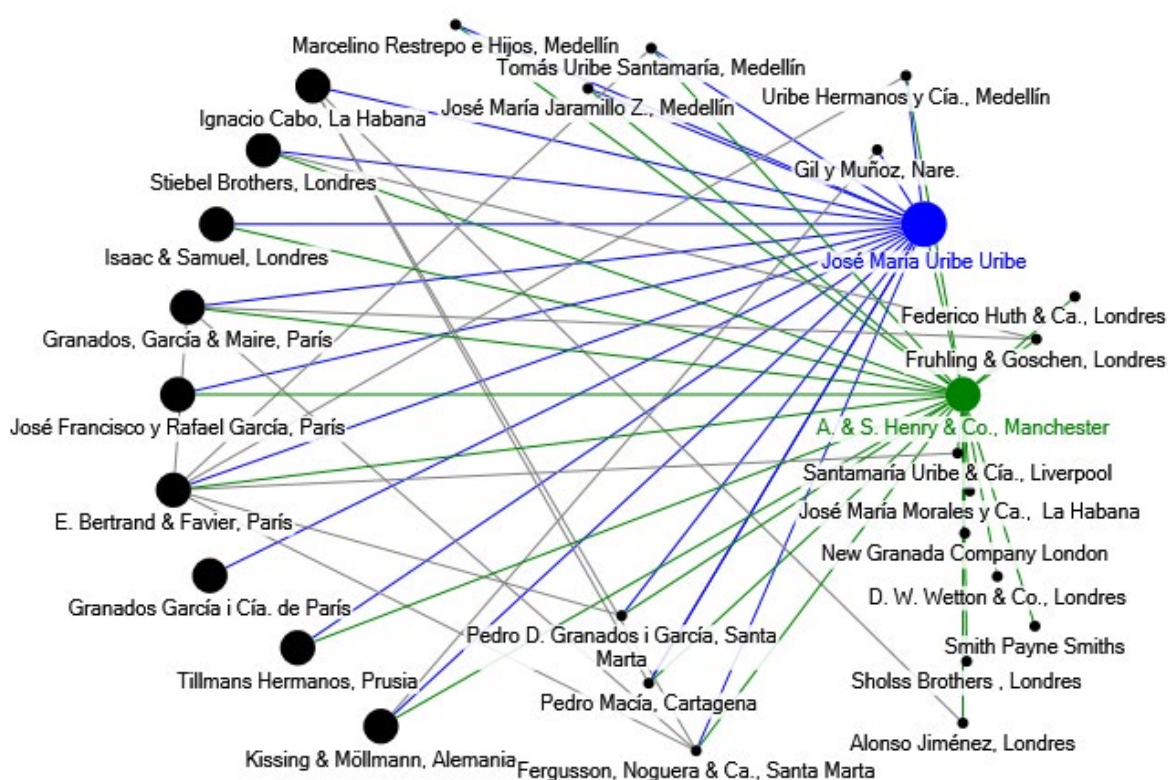 Marcelino Restrepo e Hijos, Medellín
Tomás Uribe Santamaría, Medellín
José María Jaramillo Z., Medellín
Uribe Hermanos y Cía., Medellín
Ignacio Cabo, La Habana
Gil y Muñoz, Nare.
Stiebel Brothers, Londres
Isaac & Samuel, Londres
José María Uribe Uribe
Federico Huth & Ca., Londres
Granados, García & Maire, París
Fruhling & Goschen, Londres
José Francisco y Rafael García, París
A. & S. Henry & Co., Manchester
Santamaría Uribe & Cía., Liverpool
E. Bertrand & Favier, París
José María Morales y Ca., La Habana
New Granada Company London
Granados García i Cía. de París
D. W. Wetton & Co., Londres
Pedro D. Granados i García, Santa
Marta
Smith Payne Smiths
Tillmans Hermanos, Prusia
Sholss Brothers , Londres
Pedro Macía, Cartagena
Alonso Jiménez, Londres
Kissing & Möllmann, Alemania
Fergusson, Noguera & Ca., Santa Marta